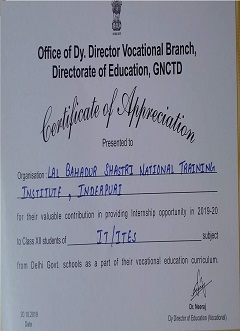 Office of Dy. Director Vocational Branch,
Directorate of Education, GNCTD
Certificate of Appreciation
Presented to
Organisation LAL BAHADUR SHASTRI NATIONAL TRAINING
INSTITUTE, INDERPURI
for their valuable contribution in providing Internship opportunity in 2019-20
to Class XII students of IT/ITES subject
from Delhi Govt. schools as a part of their vocational education curriculum.
Dr. Neeraj
Dy Director of Education (Vocational)
Date